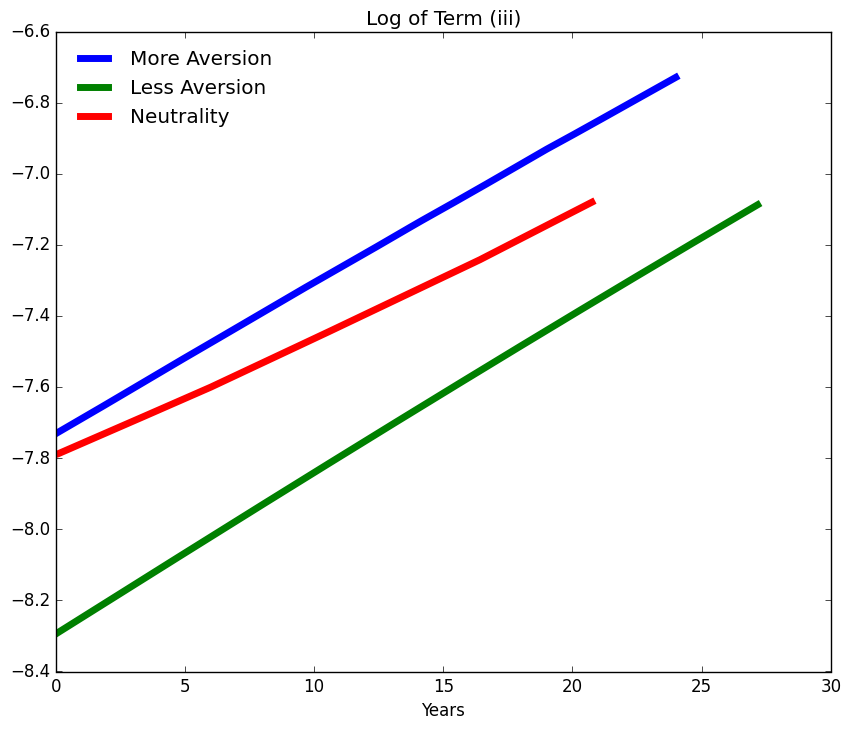 Log of Term (iii)
−6.6
−6.8
−7.0
−7.2
−7.4
−7.6
−7.8
−8.0
−8.2
−8.4
More Aversion
Less Aversion
Neutrality
0 5 10 15 20 25 30
Years